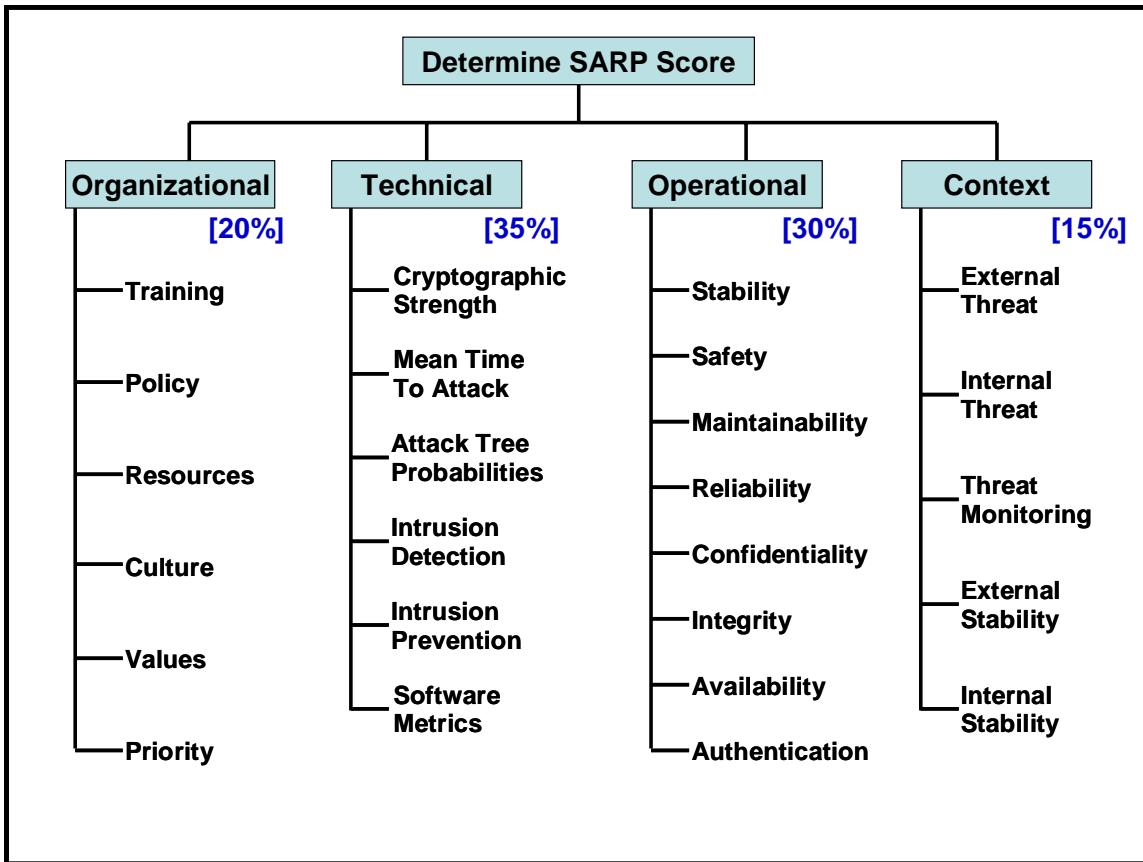 Determine SARP Score
Organizational
[20%]
Training
Policy
Resources
Culture
Values
Priority
Technical
[35%]
Cryptographic
Strength
Mean Time
To Attack
Attack Tree
Probabilities
Intrusion
Detection
Intrusion
Prevention
Software
Metrics
Operational
[30%]
Stability
Safety
Maintainability
Reliability
Confidentiality
Integrity
Availability
Authentication
Context
[15%]
External
Threat
Internal
Threat
Threat
Monitoring
External
Stability
Internal
Stability